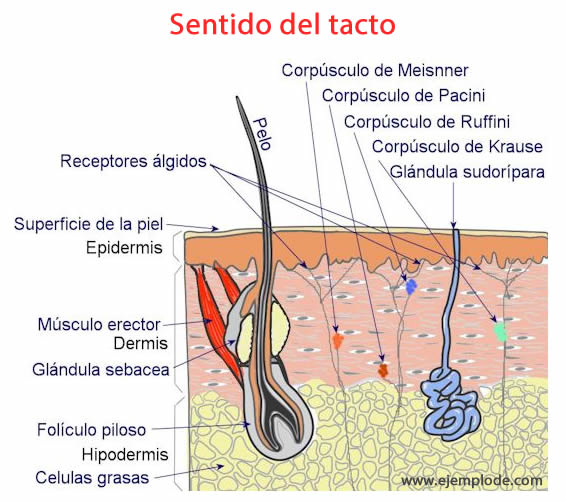 Sentido del tacto
Corpúsculo de Meisnner
Corpúsculo de Pacini
Corpúsculo de Ruffini
Corpúsculo de Krause
Glándula sudorípara
Pelo
Receptores álgidos
Superficie de la piel
Epidermis
Músculo erector
Dermis
Glándula sebacea
Folículo piloso
Hipodermis
Celulas grasas
www.ejemplode.com